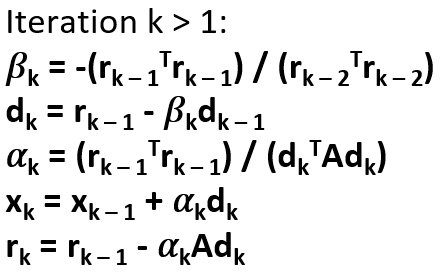 Iteration k > 1:
βₖ = -(rₖ₋₁ᵀrₖ₋₁) / (rₖ₋₂ᵀrₖ₋₂)
dₖ = rₖ₋₁ - βₖdₖ₋₁
αₖ = (rₖ₋₁ᵀrₖ₋₁) / (dₖᵀAdₖ)
xₖ = xₖ₋₁ + αₖdₖ
rₖ = rₖ₋₁ - αₖAdₖ